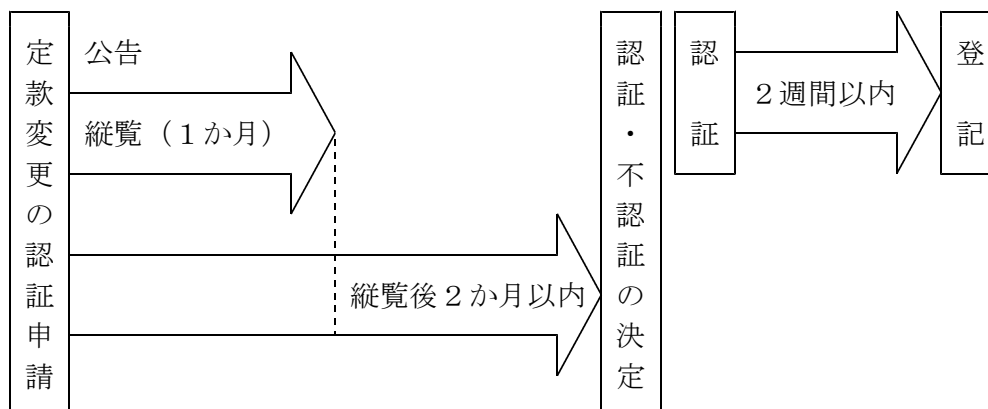 定款変更の認証申請
公告
縦覧（１か月）
縦覧後２か月以内
認証・不認証の決定
認証
２週間以内
登記